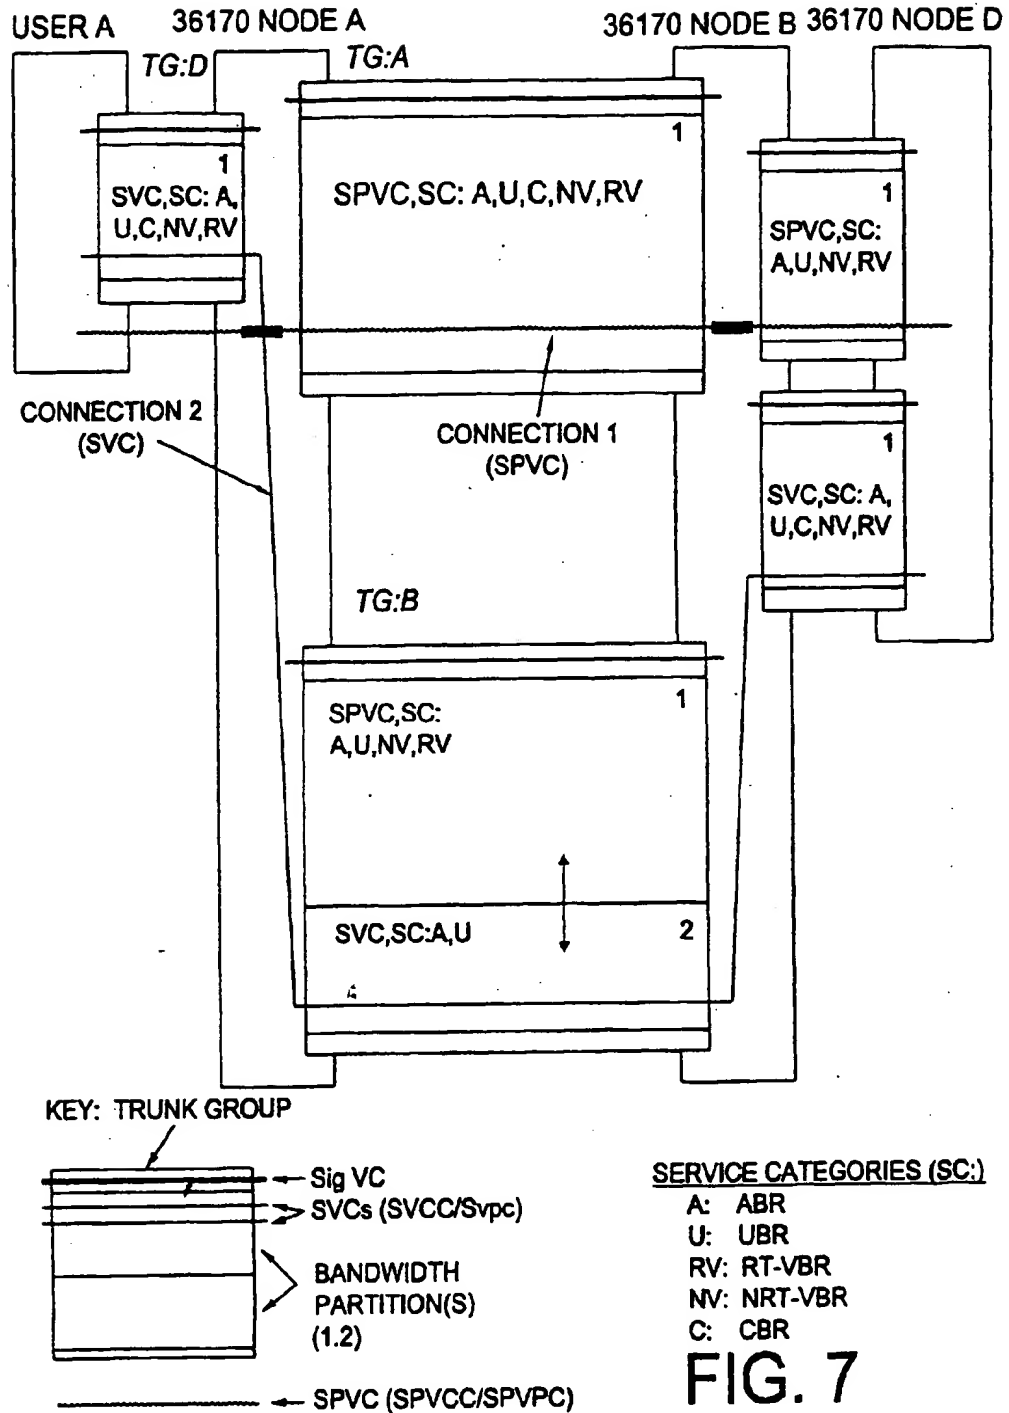 USER A
36170 NODE A
36170 NODE B
36170 NODE D
TG:D
TG:A
1
SVC,SC: A,
U,C,NV,RV
1
SPVC,SC: A,U,C,NV,RV
1
SPVC,SC:
A,U,NV,RV
CONNECTION 2
(SVC)
CONNECTION 1
(SPVC)
1
SVC,SC: A,
U,C,NV,RV
TG:B
1
SPVC,SC:
A,U,NV,RV
SVC,SC:A,U
2
KEY: TRUNK GROUP
Sig VC
SVCs (SVCC/Svpc)
BANDWIDTH
PARTITION(S)
(1.2)
SPVC (SPVCC/SPVPC)
SERVICE CATEGORIES (SC:)
A: ABR
U: UBR
RV: RT-VBR
NV: NRT-VBR
C: CBR
FIG. 7